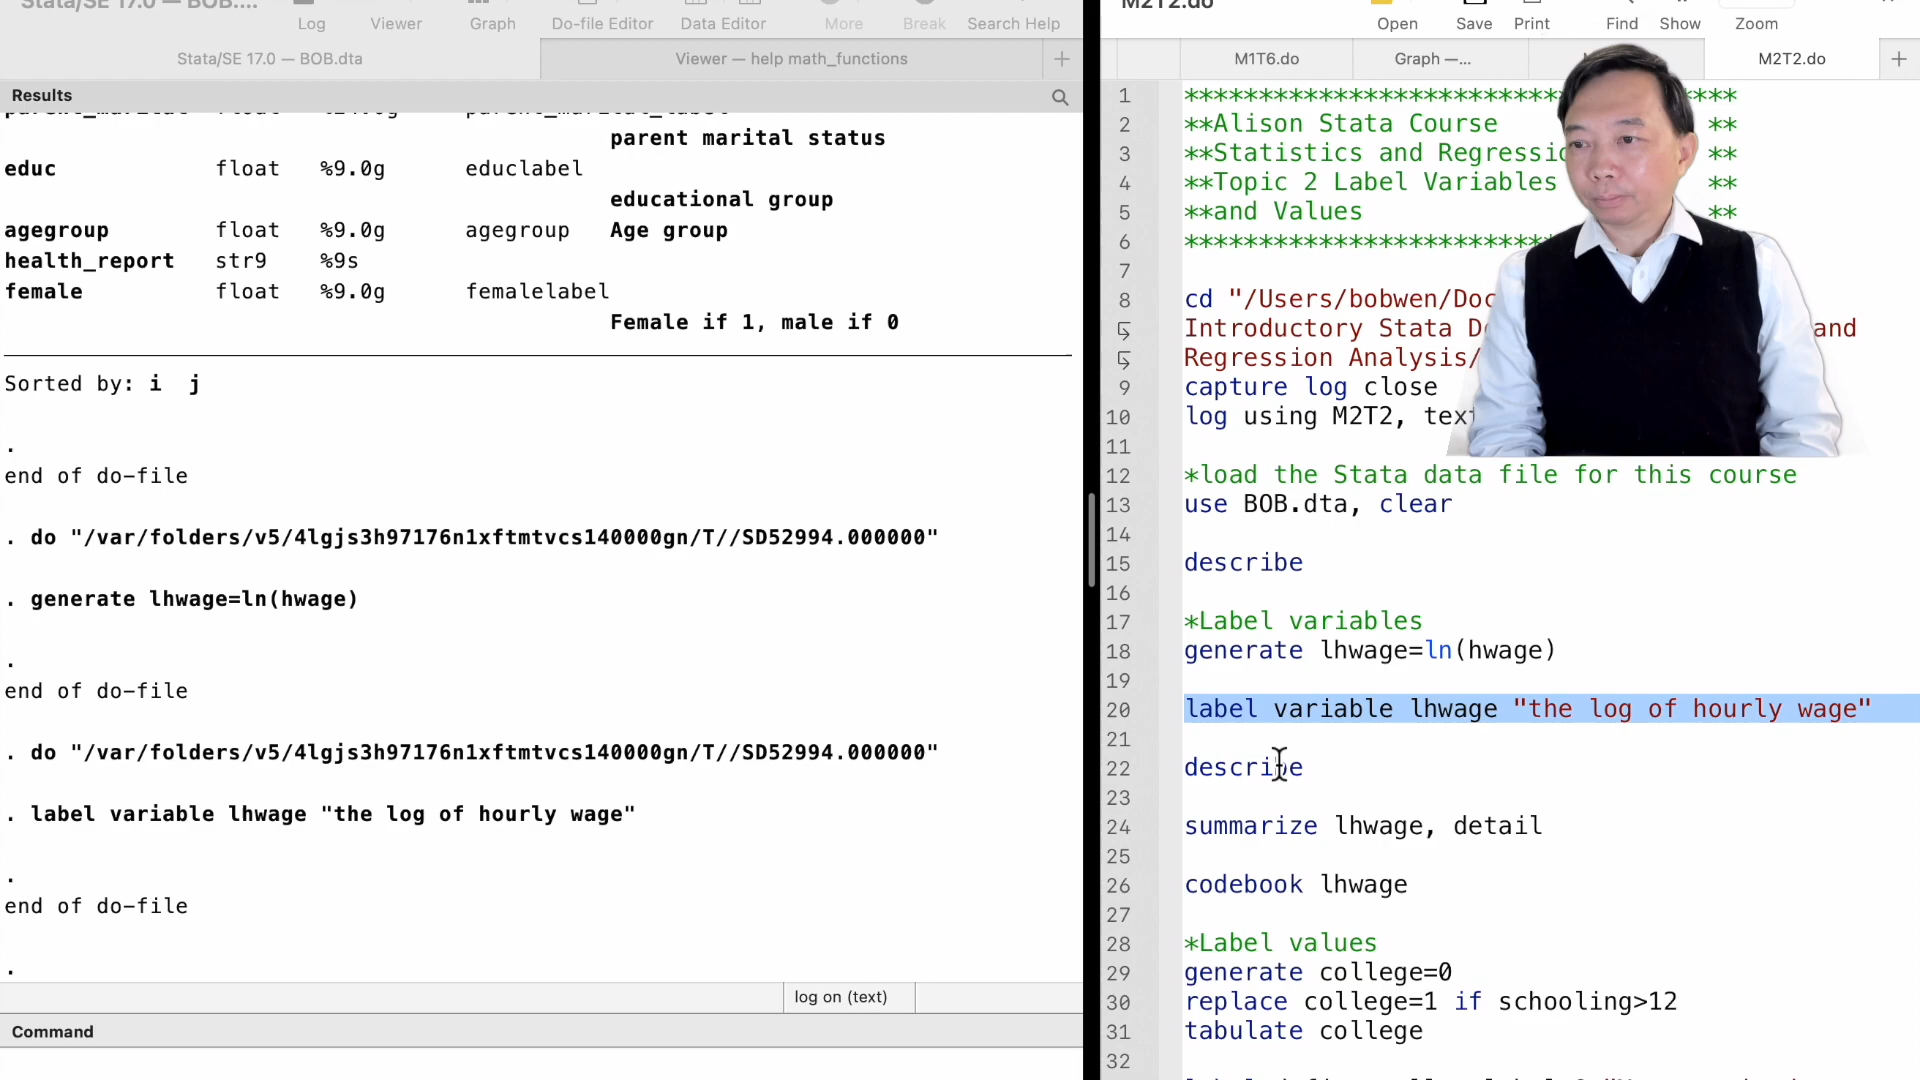 Stata/SE 17.0 — BOB....
Log Viewer Graph Do-file Editor Data Editor More Break Search Help
Stata/SE 17.0 — BOB.dta
Viewer — help math_functions
Results
parent marital status
educ float %9.0g educlabel
educational group
agegroup float %9.0g agegroup Age group
health_report str9 %9s
female float %9.0g femalelabel
Female if 1, male if 0
Sorted by: i j
.
end of do-file
. do "/var/folders/v5/4lgjs3h97176n1xftmtvcs140000gn/T//SD52994.000000"
. generate lhwage=ln(hwage)
.
end of do-file
. do "/var/folders/v5/4lgjs3h97176n1xftmtvcs140000gn/T//SD52994.000000"
. label variable lhwage "the log of hourly wage"
.
end of do-file
.
log on (text)
Command
M2T2.do
Open Save Print Find Show Zoom
M1T6.do Graph —... M2T2.do
1 ****************************
2 **Alison Stata Course **
3 **Statistics and Regressio **
4 **Topic 2 Label Variables **
5 **and Values **
6 *************************
7
8 cd "/Users/bobwen/Doc
Introductory Stata D and
Regression Analysis/
9 capture log close
10 log using M2T2, text
11
12 *load the Stata data file for this course
13 use BOB.dta, clear
14
15 describe
16
17 *Label variables
18 generate lhwage=ln(hwage)
19
20 label variable lhwage "the log of hourly wage"
21
22 describe
23
24 summarize lhwage, detail
25
26 codebook lhwage
27
28 *Label values
29 generate college=0
30 replace college=1 if schooling>12
31 tabulate college
32